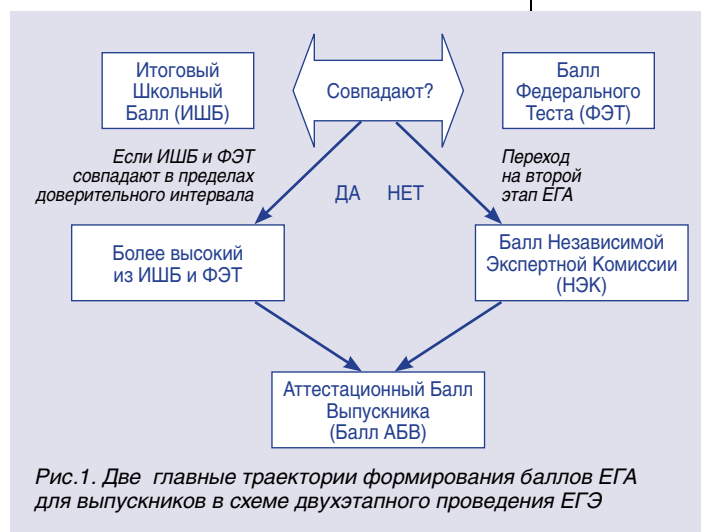 Итоговый
Школьный
Балл (ИШБ)
Совпадают?
Балл
Федерального
Теста (ФЭТ)
Если ИШБ и ФЭТ
совпадают в пределах
доверительного интервала
ДА НЕТ
Переход
на второй
этап ЕГА
Более высокий
из ИШБ и ФЭТ
Балл Независимой
Экспертной Комиссии
(НЭК)
Аттестационный Балл
Выпускника
(Балл АБВ)
Рис.1. Две главные траектории формирования баллов ЕГА
для выпускников в схеме двухэтапного проведения ЕГЭ